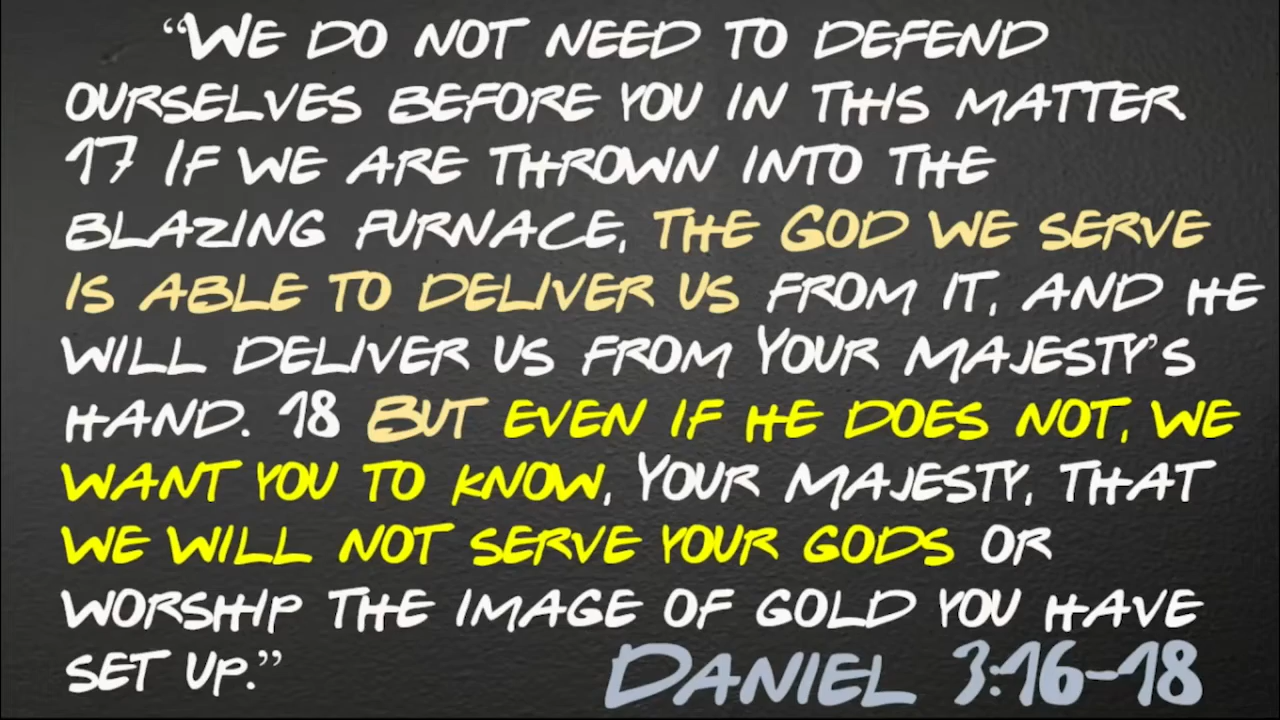 “WE DO NOT NEED TO DEFEND
OURSELVES BEFORE YOU IN THIS MATTER
17 IF WE ARE THROWN INTO THE
BLAZING FURNACE, THE GOD WE SERVE
IS ABLE TO DELIVER US FROM IT, AND HE
WILL DELIVER US FROM YOUR MAJESTY’S
HAND. 18 BUT EVEN IF HE DOES NOT, WE
WANT YOU TO KNOW, YOUR MAJESTY, THAT
WE WILL NOT SERVE YOUR GODS OR
WORSHIP THE IMAGE OF GOLD YOU HAVE
SET UP.”
DANIEL 3:16-18